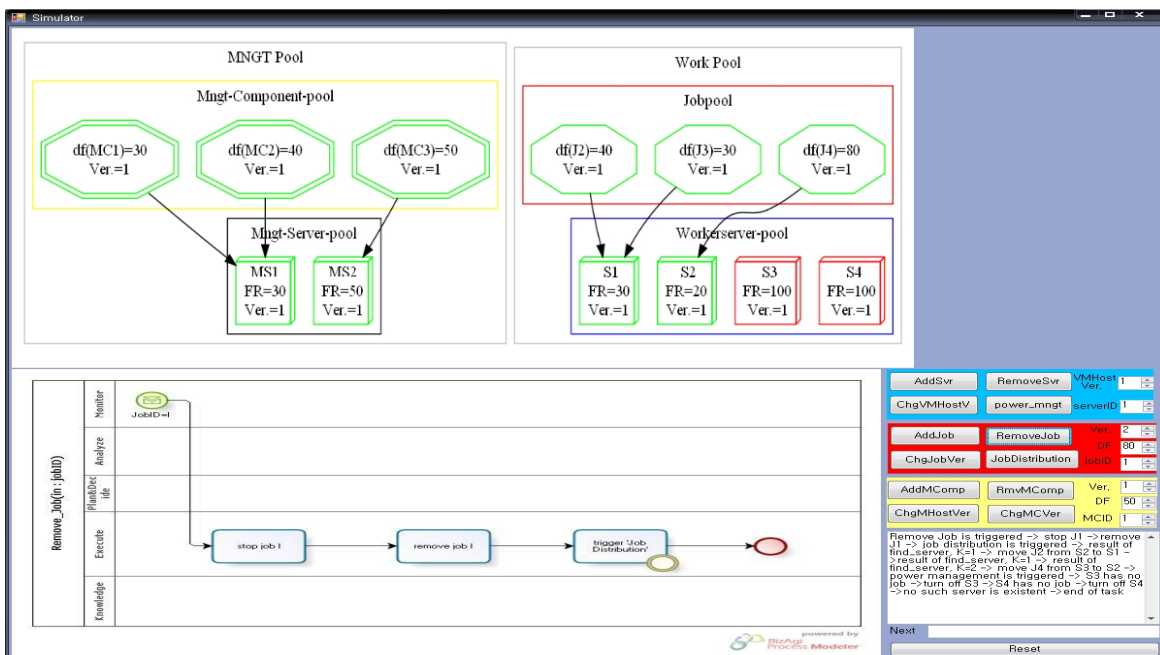 Simulator
MNGT Pool
Mngt-Component-pool
df(MC1)=30
Ver.=1
df(MC2)=40
Ver.=1
df(MC3)=50
Ver.=1
Mngt-Server-pool
MS1
FR=30
Ver.=1
MS2
FR=50
Ver.=1
Work Pool
Jobpool
df(J2)=40
Ver.=1
df(J3)=30
Ver.=1
df(J4)=80
Ver.=1
Workerserver-pool
S1
FR=30
Ver.=1
S2
FR=20
Ver.=1
S3
FR=100
Ver.=1
S4
FR=100
Ver.=1
Remove_Job(in : jobID)
Monitor
JobID=I
Analyze
Plan&Dec
ide
Execute
stop job I
remove job I
trigger 'Job
Distribution'
Knowledge
powered by
BizAgi
Process Modeler
AddSvr
RemoveSvr
VMHost
Ver,
1
ChgVMHostV
power_mngt
serverID
1
AddJob
RemoveJob
Ver,
2
DF
80
ChgJobVer
JobDistribution
jobID
1
AddMComp
RmvMComp
Ver,
1
DF
50
ChgMHostVer
ChgMCVer
MCID
1
Remove Job is triggered -> stop J1 ->remove
J1 -> job distribution is triggered -> result of
find_server, K=1 -> move J2 from S2 to S1 -
>result of find_server, K=1 -> result of
find_server, K=2 -> move J4 from S3 to S2 ->
power management is triggered -> S3 has no
job ->turn off S3 ->S4 has no job ->turn off S4
->no such server is existent ->end of task
Next
Reset